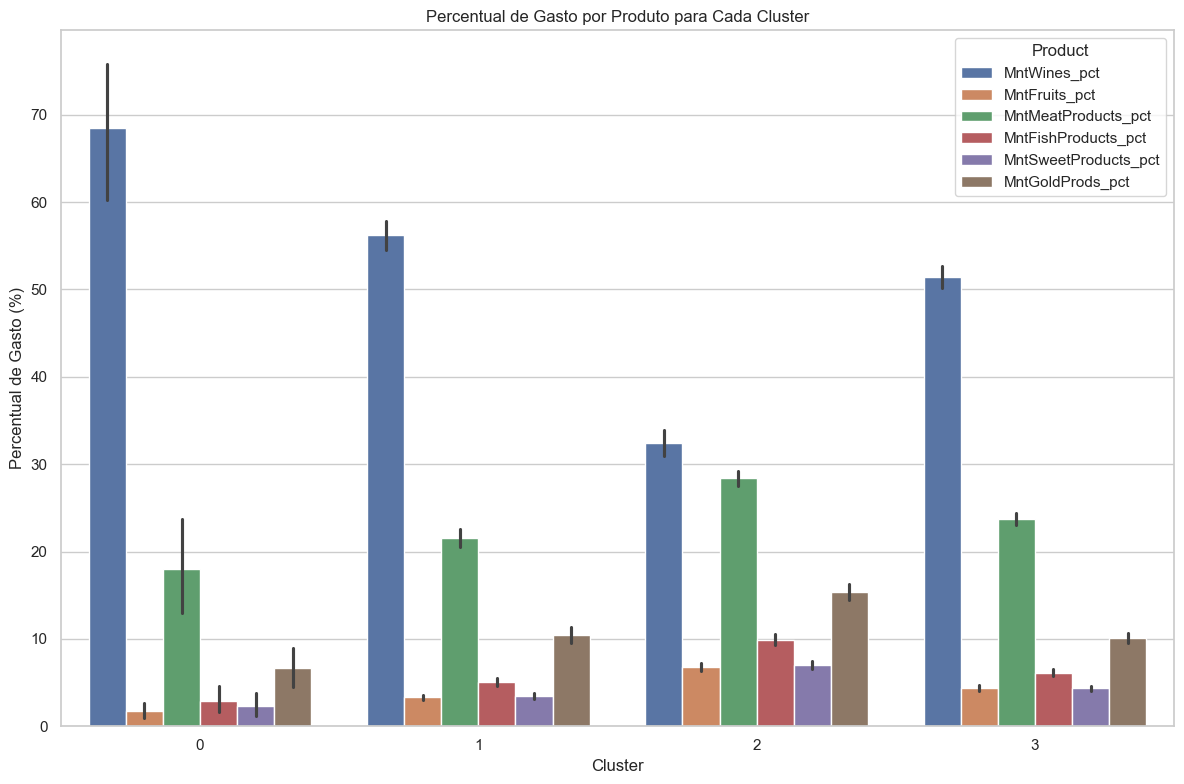 Percentual de Gasto por Produto para Cada Cluster
Product
MntWines_pct
MntFruits_pct
MntMeatProducts_pct
MntFishProducts_pct
MntSweetProducts_pct
MntGoldProds_pct
Percentual de Gasto (%)
70
60
50
40
30
20
10
0
0 1 2 3
Cluster